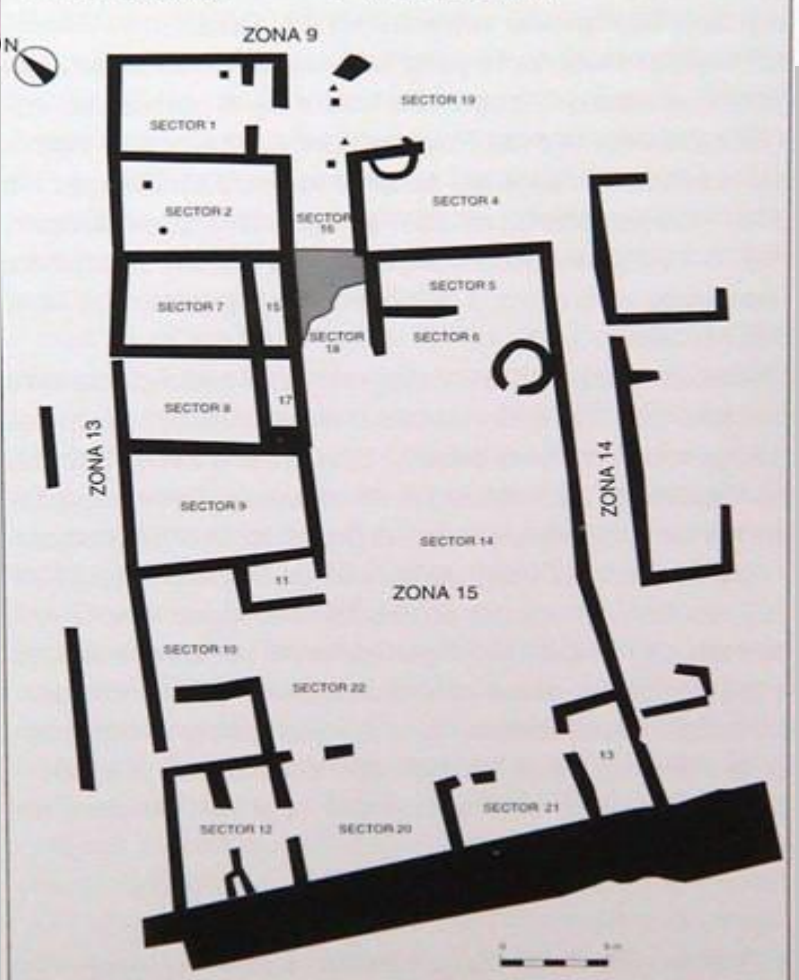 N
ZONA 9
SECTOR 19
SECTOR 1
SECTOR 2
SECTOR
16
SECTOR 4
SECTOR 5
SECTOR 7
15
SECTOR
18
SECTOR 6
SECTOR 8
17
ZONA 13
ZONA 14
SECTOR 9
SECTOR 14
11
ZONA 15
SECTOR 10
SECTOR 22
13
SECTOR 12
SECTOR 20
SECTOR 21
0
5 m